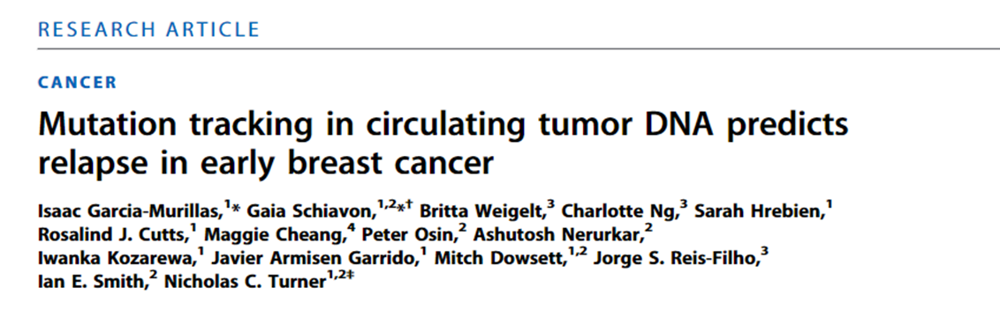 RESEARCH ARTICLE
CANCER
Mutation tracking in circulating tumor DNA predicts
relapse in early breast cancer
Isaac Garcia-Murillas,¹* Gaia Schiavon,¹,²*† Britta Weigelt,³ Charlotte Ng,³ Sarah Hrebien,¹
Rosalind J. Cutts,¹ Maggie Cheang,⁴ Peter Osin,² Ashutosh Nerurkar,²
Iwanka Kozarewa,¹ Javier Armisen Garrido,¹ Mitch Dowsett,¹,² Jorge S. Reis-Filho,³
Ian E. Smith,² Nicholas C. Turner¹,²‡